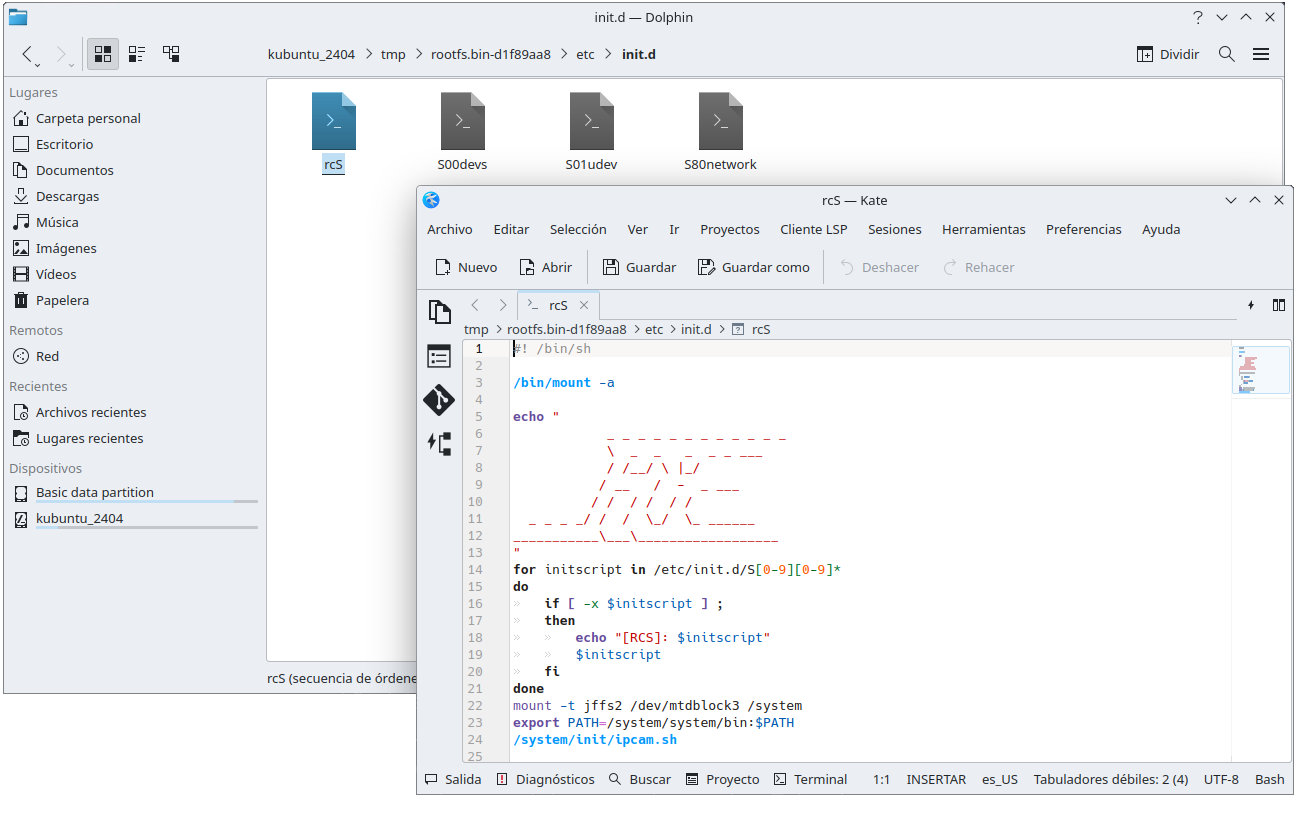 init.d — Dolphin
kubuntu_2404 > tmp > rootfs.bin-d1f89aa8 > etc > init.d
Dividir
Lugares
Carpeta personal
Escritorio
Documentos
Descargas
Música
Imágenes
Vídeos
Papelera
Remotos
Red
Recientes
Archivos recientes
Lugares recientes
Dispositivos
Basic data partition
kubuntu_2404
rcS
S00devs
S01udev
S80network
rcS (secuencia de órdene
rcS — Kate
Archivo Editar Selección Ver Ir Proyectos Cliente LSP Sesiones Herramientas Preferencias Ayuda
Nuevo Abrir Guardar Guardar como Deshacer Rehacer
rcS
tmp > rootfs.bin-d1f89aa8 > etc > init.d > rcS
1 #! /bin/sh
2
3 /bin/mount -a
4
5 echo "
6             _ _ _ _ _ _ _ _ _ _ _ _
7             \  _  _   _  _ _ ___
8             / /__/ \ |_/
9            / __   /  -  _ ___
10           / /  / /  / /
11   _ _ _ _/ /  /  \_/  \_ ______
12 ___________\___\__________________
13 "
14 for initscript in /etc/init.d/S[0-9][0-9]*
15 do
16     if [ -x $initscript ] ;
17     then
18         echo "[RCS]: $initscript"
19         $initscript
20     fi
21 done
22 mount -t jffs2 /dev/mtdblock3 /system
23 export PATH=/system/system/bin:$PATH
24 /system/init/ipcam.sh
25
Salida Diagnósticos Buscar Proyecto Terminal 1:1 INSERTAR es_US Tabuladores débiles: 2 (4) UTF-8 Bash